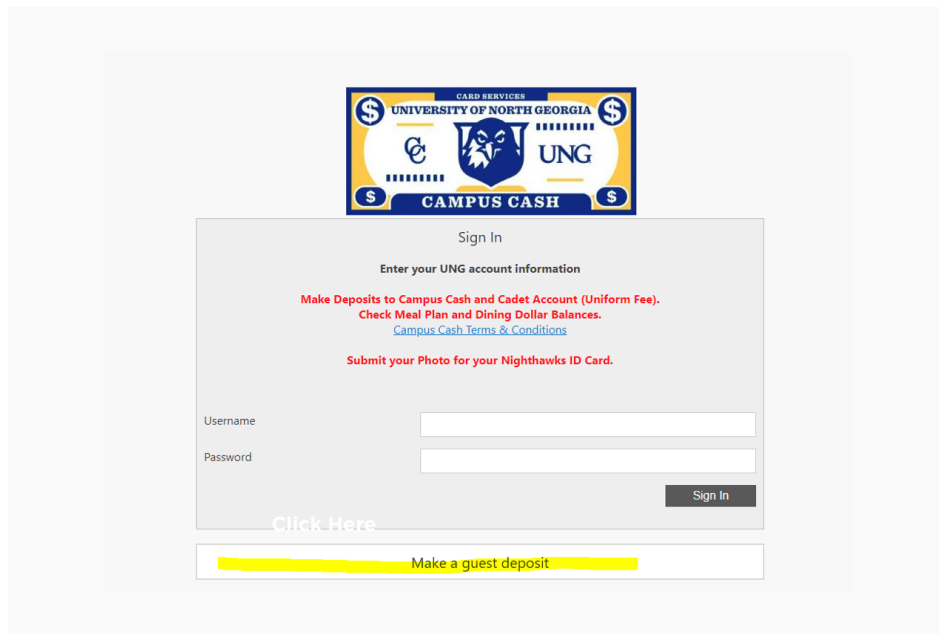 CARD SERVICES
UNIVERSITY OF NORTH GEORGIA
CC
UNG
CAMPUS CASH
Sign In
Enter your UNG account information
Make Deposits to Campus Cash and Cadet Account (Uniform Fee).
Check Meal Plan and Dining Dollar Balances.
Campus Cash Terms & Conditions
Submit your Photo for your Nighthawks ID Card.
Username
Password
Sign In
Click Here
Make a guest deposit